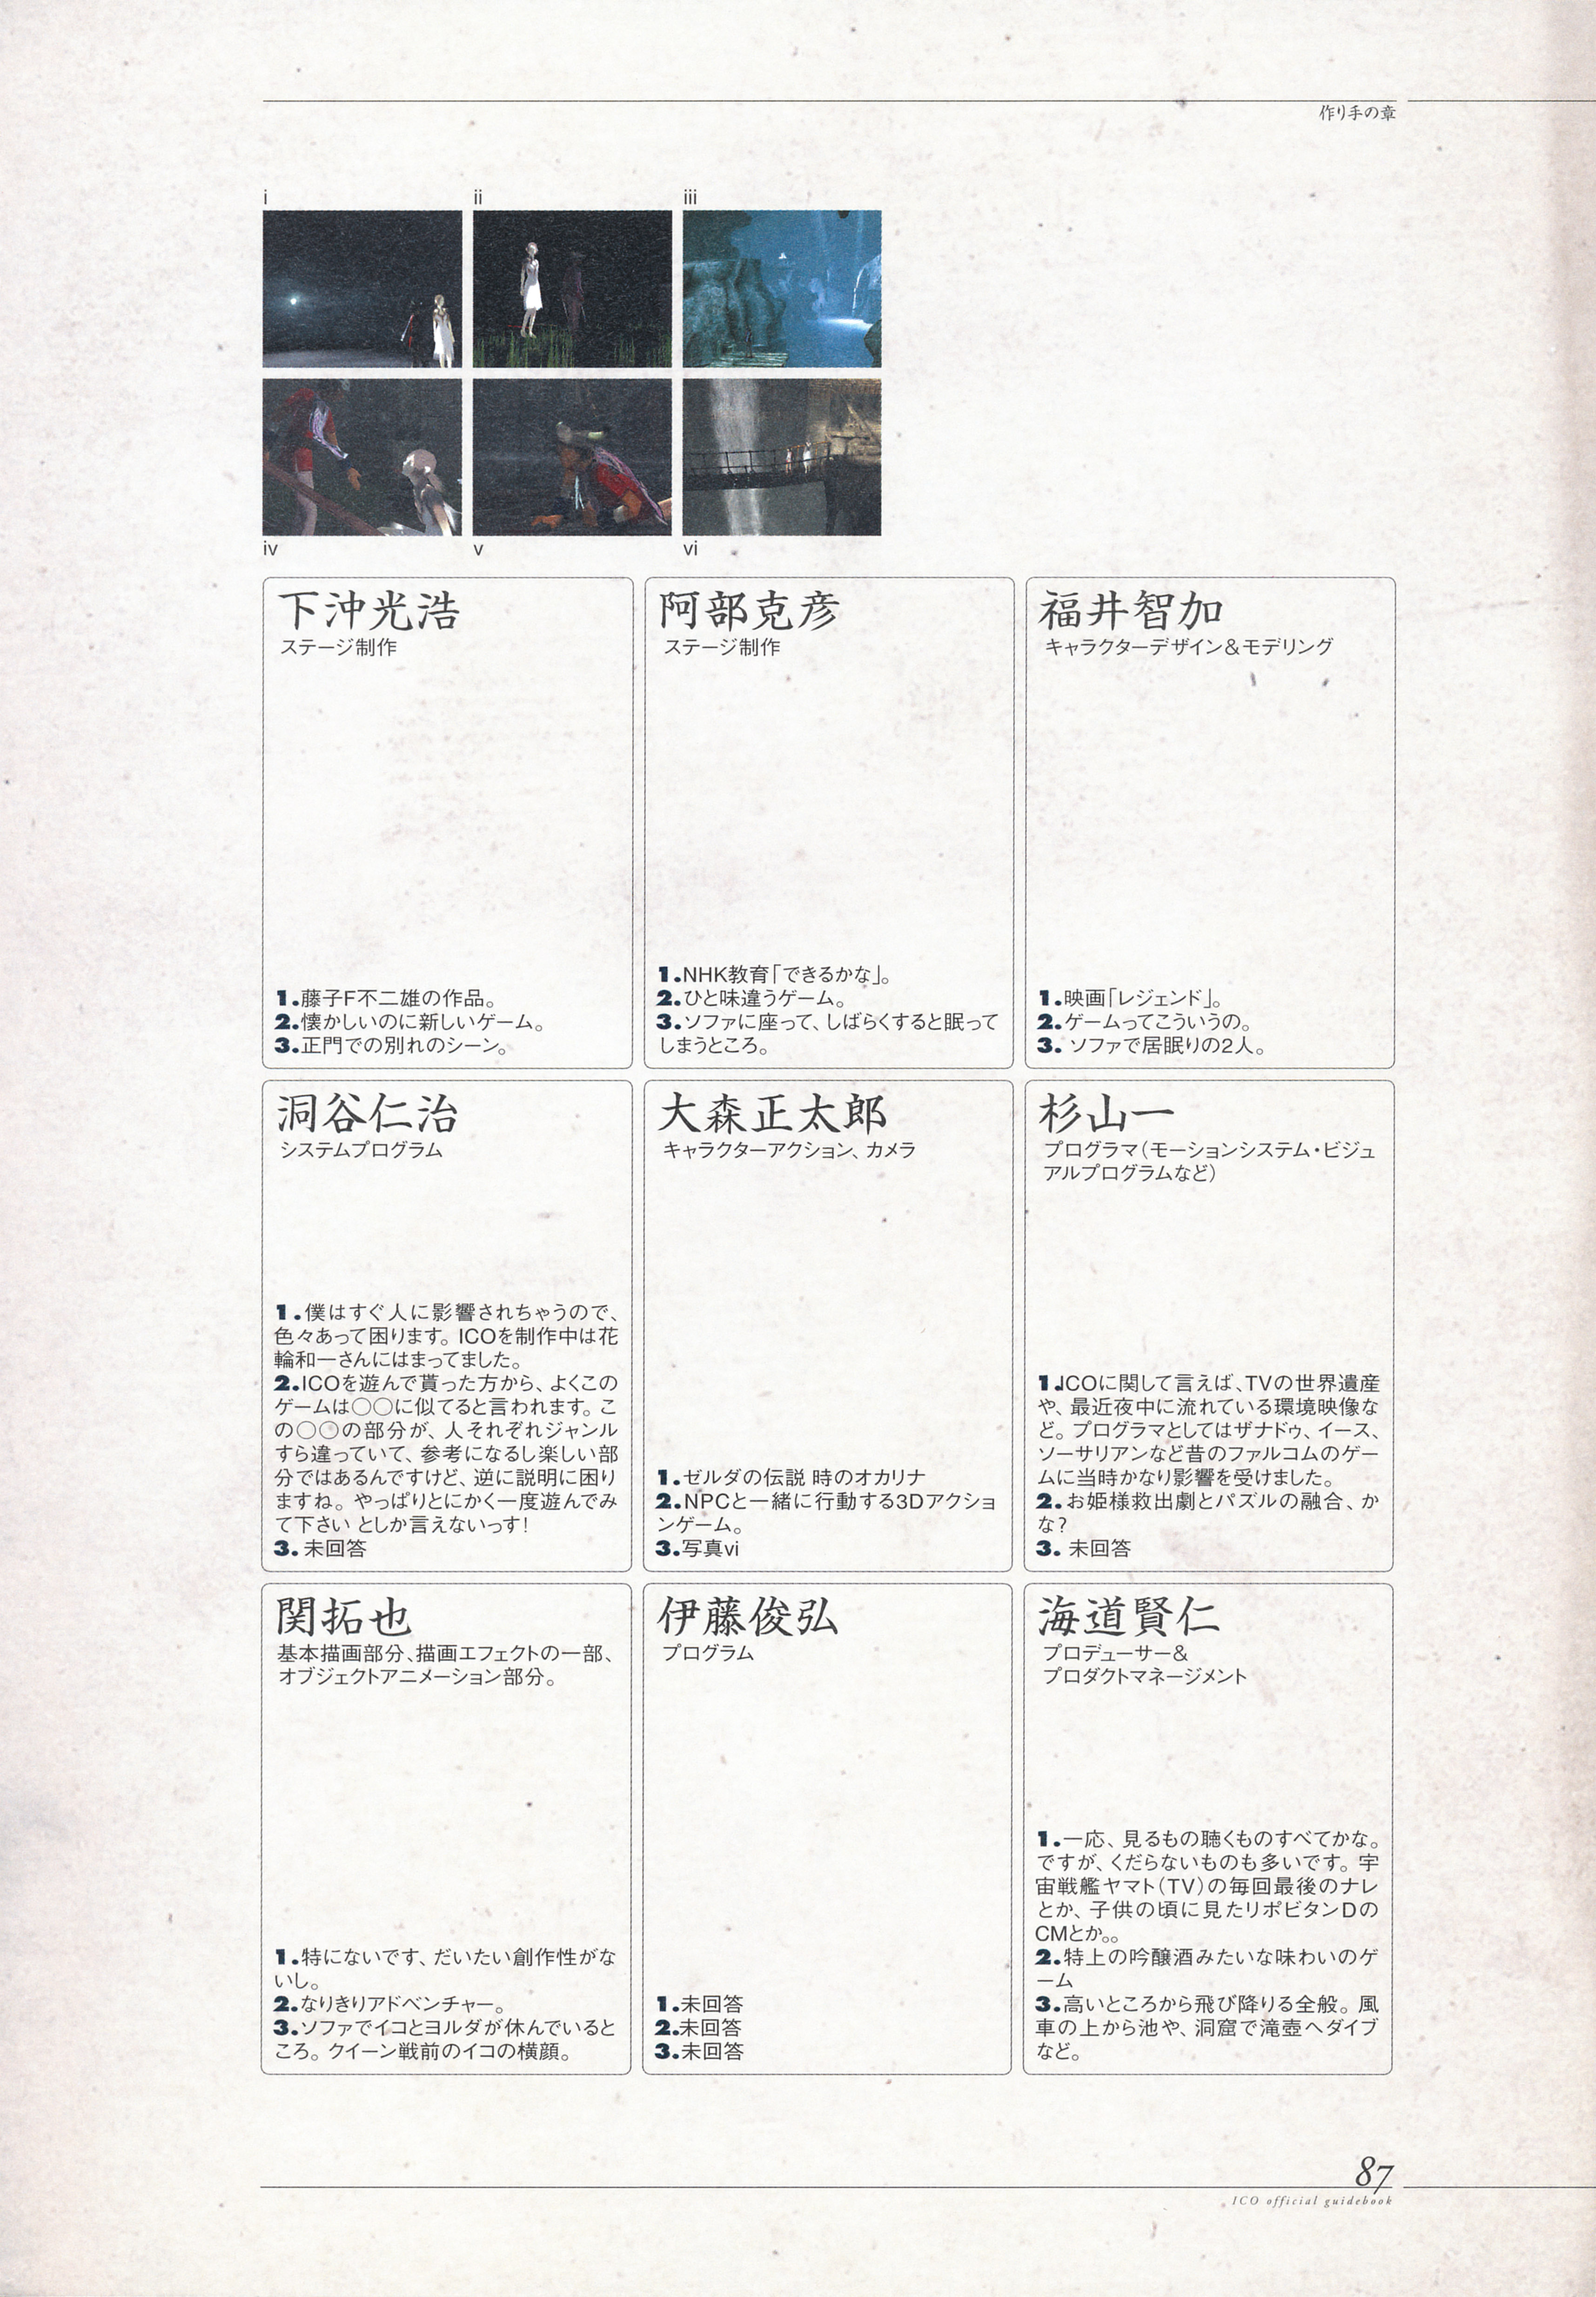 作り手の章
i
ii
iii
iv
v
vi
下沖光浩
ステージ制作
1.藤子F不二雄の作品。
2.懐かしいのに新しいゲーム。
3.正門での別れのシーン。
阿部克彦
ステージ制作
1.NHK教育「できるかな」。
2.ひと味違うゲーム。
3.ソファに座って、しばらくすると眠って
しまうところ。
福井智加
キャラクターデザイン＆モデリング
1.映画「レジェンド」。
2.ゲームってこういうの。
3. ソファで居眠りの2人。
洞谷仁治
システムプログラム
1.僕はすぐ人に影響されちゃうので、
色々あって困ります。ICOを制作中は花
輪和一さんにはまってました。
2.ICOを遊んで貰った方から、よくこの
ゲームは〇〇に似てると言われます。こ
の〇〇の部分が、人それぞれジャンル
すら違っていて、参考になるし楽しい部
分ではあるんですけど、逆に説明に困り
ますね。やっぱりとにかく一度遊んでみ
て下さい としか言えないっす！
3. 未回答
大森正太郎
キャラクターアクション、カメラ
1.ゼルダの伝説 時のオカリナ
2.NPCと一緒に行動する3Dアクショ
ンゲーム。
3.写真vi
杉山一
プログラマ（モーションシステム・ビジュ
アルプログラムなど）
1.ICOに関して言えば、TVの世界遺産
や、最近夜中に流れている環境映像な
ど。プログラマとしてはザナドゥ、イース、
ソーサリアンなど昔のファルコムのゲー
ムに当時かなり影響を受けました。
2.お姫様救出劇とパズルの融合、か
な？
3. 未回答
関拓也
基本描画部分、描画エフェクトの一部、
オブジェクトアニメーション部分。
1.特にないです、だいたい創作性がな
いし。
2.なりきりアドベンチャー。
3.ソファでイコとヨルダが休んでいると
ころ。クイーン戦前のイコの横顔。
伊藤俊弘
プログラム
1.未回答
2.未回答
3.未回答
海道賢仁
プロデューサー＆
プロダクトマネージメント
1.一応、見るもの聴くものすべてかな。
ですが、くだらないものも多いです。宇
宙戦艦ヤマト（TV）の毎回最後のナレ
とか、子供の頃に見たリポビタンDの
CMとか。。
2.特上の吟醸酒みたいな味わいのゲ
ーム
3.高いところから飛び降りる全般。風
車の上から池や、洞窟で滝壺へダイブ
など。
87
ICO official guidebook